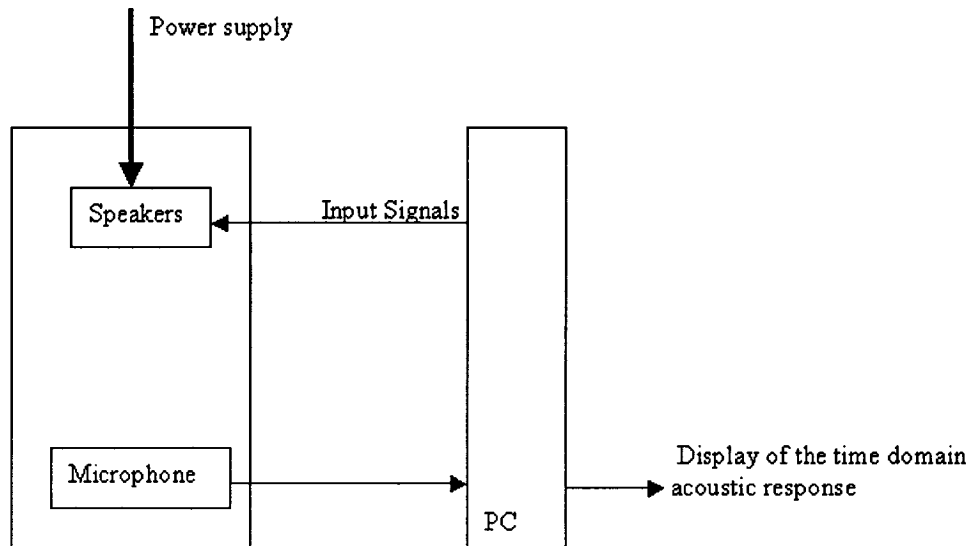 Power supply
Speakers
Input Signals
Microphone
Display of the time domain
acoustic response
PC